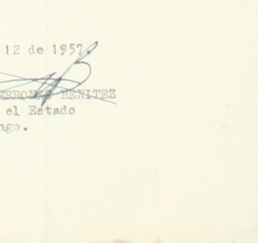 12 de 1957.
BENITEZ
el Estado
ngo.